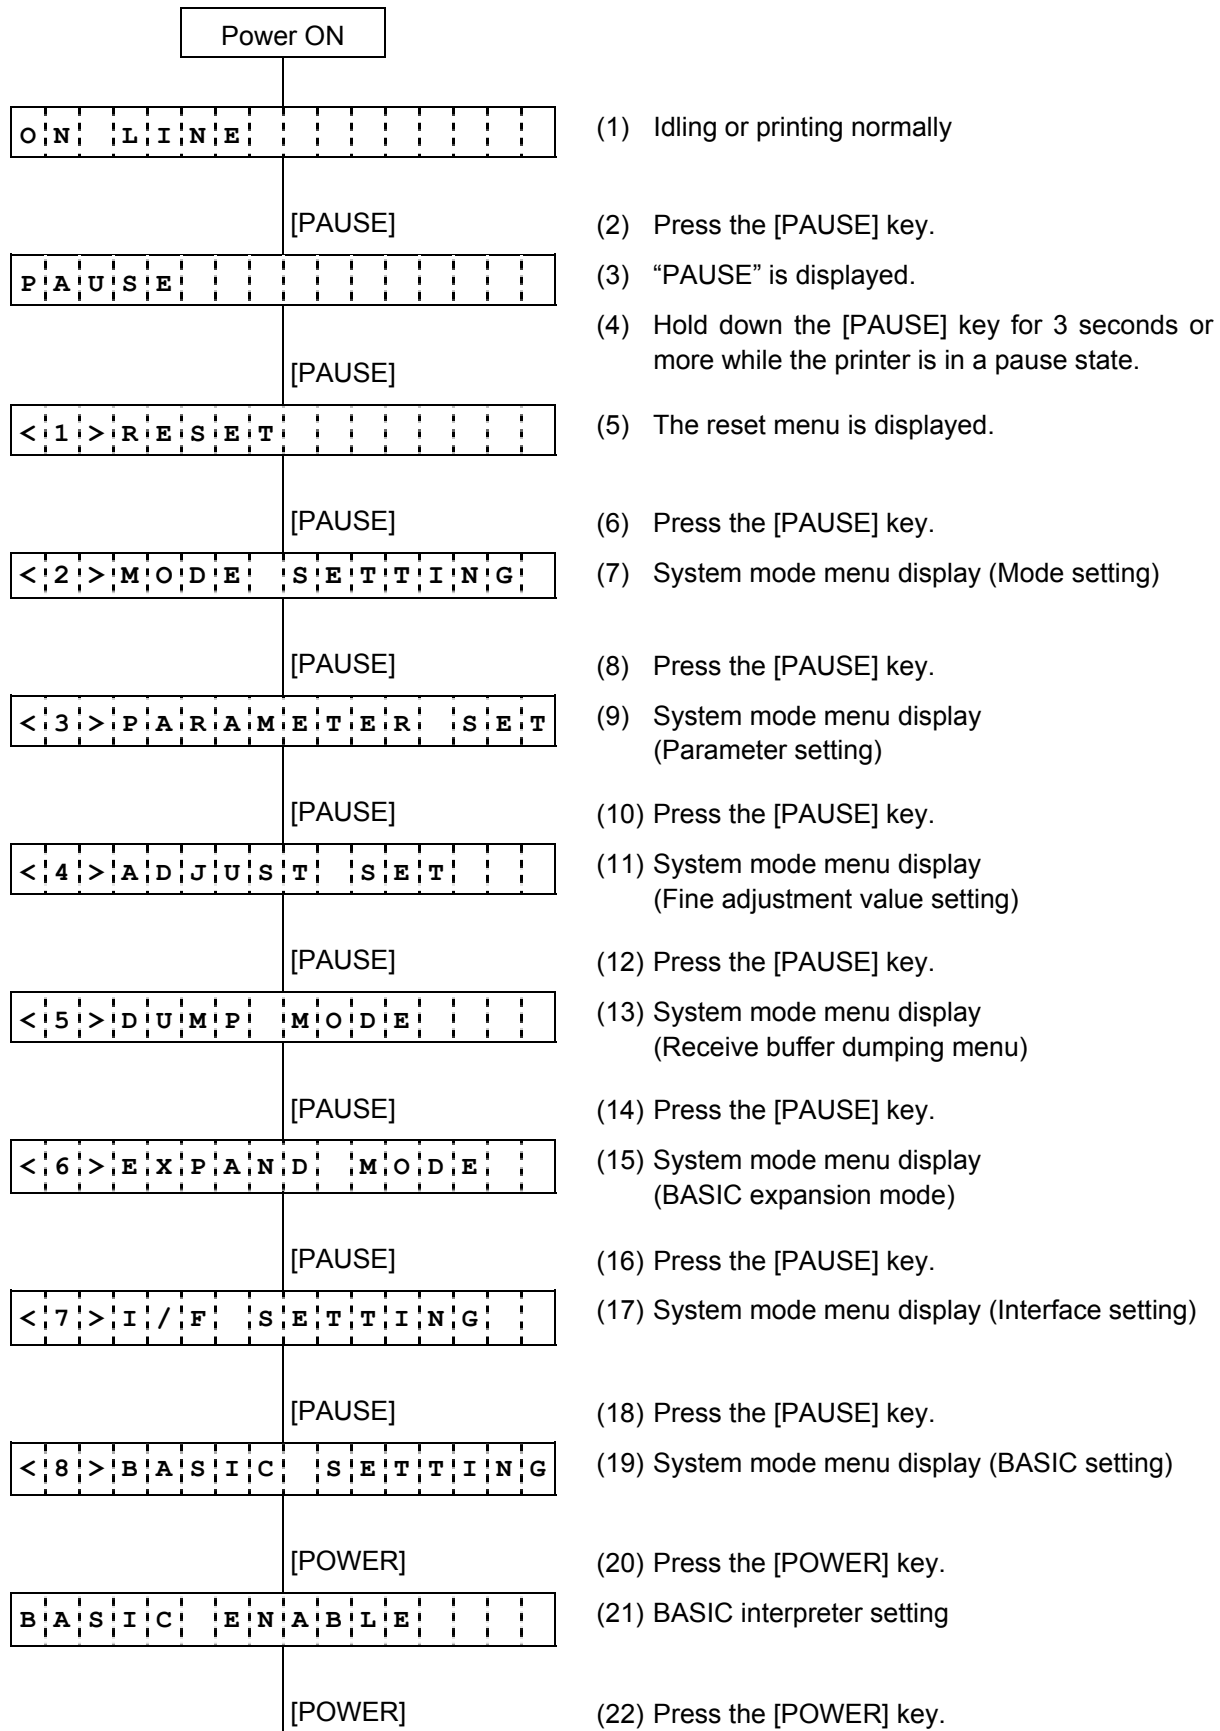 Power ON
ON LINE
(1) Idling or printing normally
[PAUSE]
(2) Press the [PAUSE] key.
PAUSE
(3) “PAUSE” is displayed.
(4) Hold down the [PAUSE] key for 3 seconds or
more while the printer is in a pause state.
[PAUSE]
<1>RESET
(5) The reset menu is displayed.
[PAUSE]
(6) Press the [PAUSE] key.
<2>MODE SETTING
(7) System mode menu display (Mode setting)
[PAUSE]
(8) Press the [PAUSE] key.
<3>PARAMETER SET
(9) System mode menu display
(Parameter setting)
[PAUSE]
(10) Press the [PAUSE] key.
<4>ADJUST SET
(11) System mode menu display
(Fine adjustment value setting)
[PAUSE]
(12) Press the [PAUSE] key.
<5>DUMP MODE
(13) System mode menu display
(Receive buffer dumping menu)
[PAUSE]
(14) Press the [PAUSE] key.
<6>EXPAND MODE
(15) System mode menu display
(BASIC expansion mode)
[PAUSE]
(16) Press the [PAUSE] key.
<7>I/F SETTING
(17) System mode menu display (Interface setting)
[PAUSE]
(18) Press the [PAUSE] key.
<8>BASIC SETTING
(19) System mode menu display (BASIC setting)
[POWER]
(20) Press the [POWER] key.
BASIC ENABLE
(21) BASIC interpreter setting
[POWER]
(22) Press the [POWER] key.